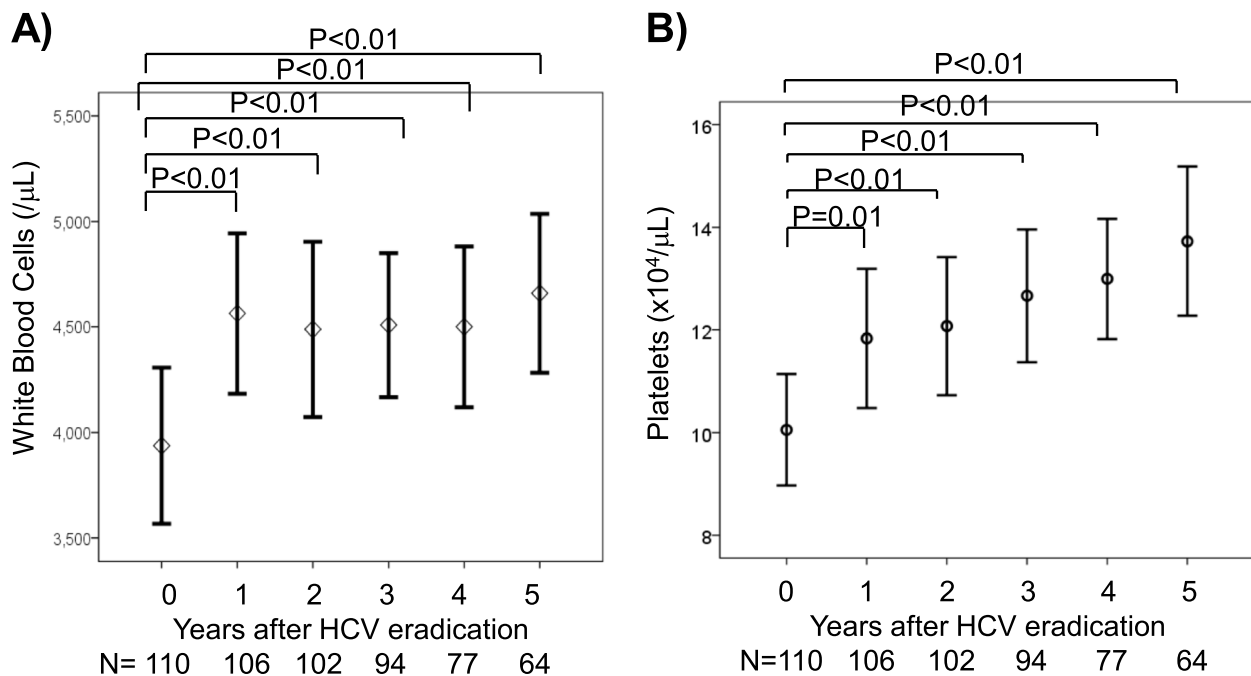 A)
P<0.01
P<0.01
P<0.01
P<0.01
P<0.01
White Blood Cells (/μL)
5,500
5,000
4,500
4,000
3,500
0 1 2 3 4 5
Years after HCV eradication
N= 110 106 102 94 77 64
B)
P<0.01
P<0.01
P<0.01
P<0.01
P=0.01
Platelets (x10⁴/μL)
16
14
12
10
8
0 1 2 3 4 5
Years after HCV eradication
N=110 106 102 94 77 64